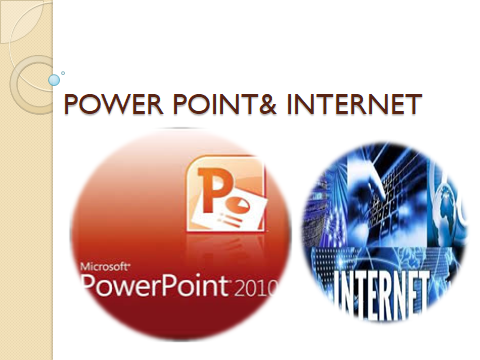 POWER POINT& INTERNET
P
Microsoft®
PowerPoint® 2010
INTERNET